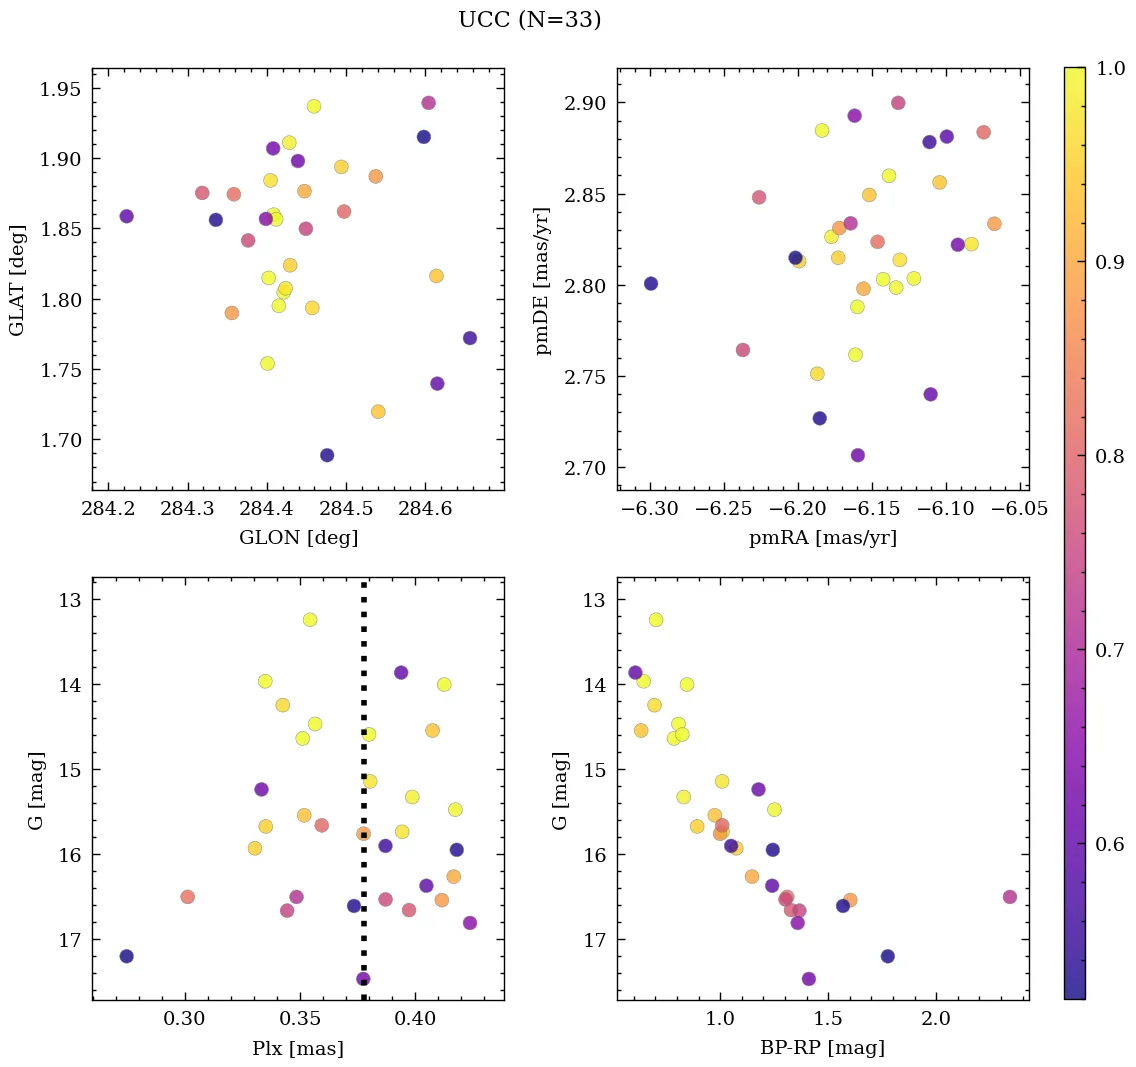 UCC (N=33)
1.95
1.90
1.85
1.80
1.75
1.70
GLAT [deg]
284.2 284.3 284.4 284.5 284.6
GLON [deg]
2.90
2.85
2.80
2.75
2.70
pmDE [mas/yr]
−6.30 −6.25 −6.20 −6.15 −6.10 −6.05
pmRA [mas/yr]
1.0
0.9
0.8
0.7
0.6
13
14
15
16
17
G [mag]
0.30 0.35 0.40
Plx [mas]
13
14
15
16
17
G [mag]
1.0 1.5 2.0
BP-RP [mag]